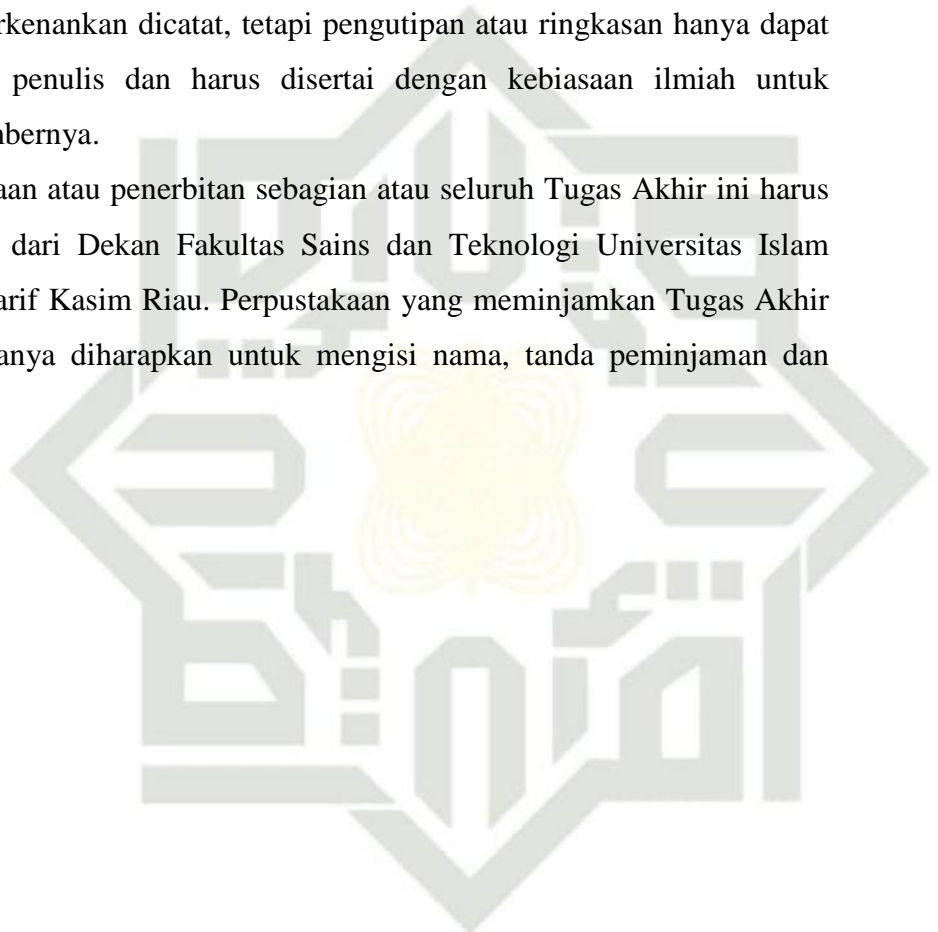 rkenankan dicatat, tetapi pengutipan atau ringkasan hanya dapat
penulis dan harus disertai dengan kebiasaan ilmiah untuk
nbernya.
aan atau penerbitan sebagian atau seluruh Tugas Akhir ini harus
dari Dekan Fakultas Sains dan Teknologi Universitas Islam
arif Kasim Riau. Perpustakaan yang meminjamkan Tugas Akhir
anya diharapkan untuk mengisi nama, tanda peminjaman dan